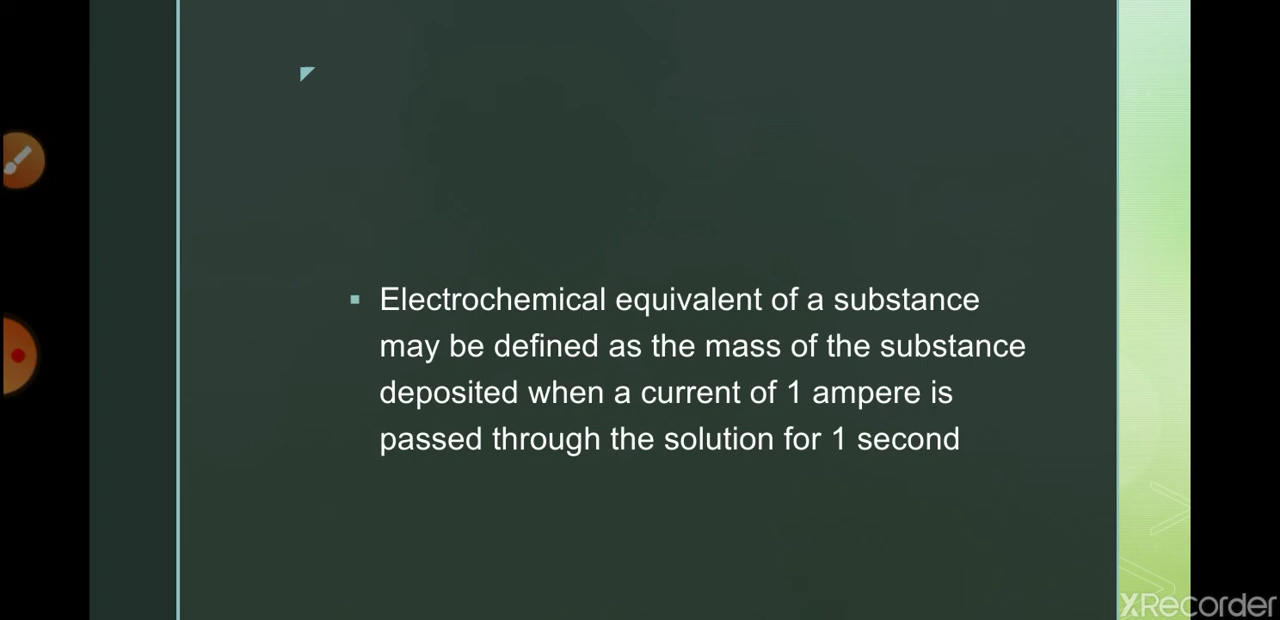 Electrochemical equivalent of a substance
may be defined as the mass of the substance
deposited when a current of 1 ampere is
passed through the solution for 1 second
XRecorder